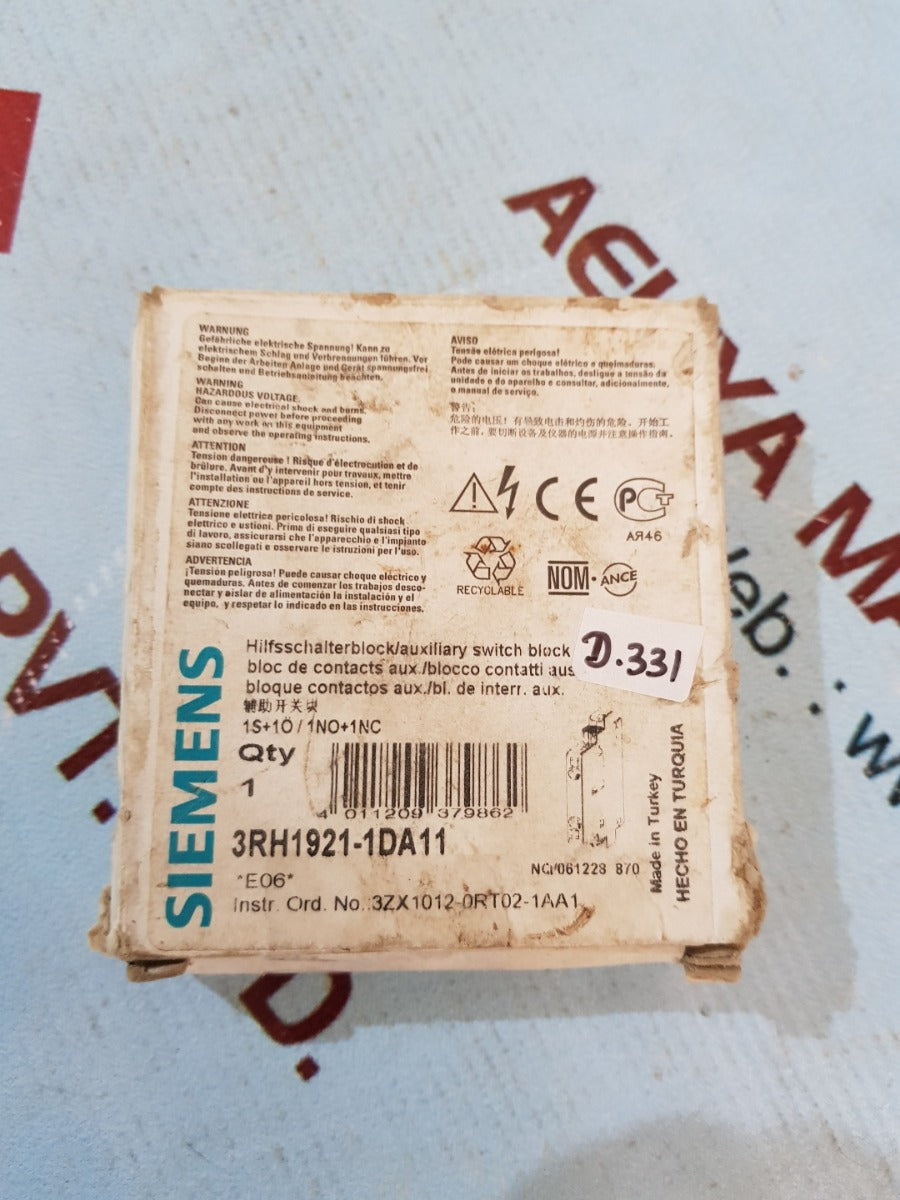 WARNUNG
Gefährliche elektrische Spannung! Kann zu
elektrischem Schlag und Verbrennungen führen. Vor
Beginn der Arbeiten Anlage und Gerät spannungsfrei
schalten und Betriebsanleitung beachten.
WARNING
HAZARDOUS VOLTAGE.
Can cause electrical shock and burns.
Disconnect power before proceeding
with any work on this equipment
and observe the operating instructions.
ATTENTION
Tension dangereuse ! Risque d'électrocution et de
brûlure. Avant d'y intervenir pour travaux, mettre
l'installation ou l'appareil hors tension, et tenir
compte des instructions de service.
ATTENZIONE
Tensione elettrica pericolosa! Rischio di shock
elettrico e ustioni. Prima di eseguire qualsiasi tipo
di lavoro, assicurarsi che l'apparecchio e l'impianto
siano scollegati e osservare le istruzioni per l'uso.
ADVERTENCIA
¡Tensión peligrosa! Puede causar choque eléctrico y
quemaduras. Antes de comenzar los trabajos desco-
nectar y aislar de alimentación la instalación y el
equipo, y respetar lo indicado en las instrucciones.
AVISO
Tensão elétrica perigosa!
Pode causar um choque elétrico e queimaduras.
Antes de iniciar os trabalhos, desligue a tensão da
unidade e do aparelho e consultar, adicionalmente,
o manual de serviço.
警告:
危险的电压! 有导致电击和灼伤的危险。开始工
作之前, 要切断设备及仪器的电源并注意操作指南。
CE
РСТ
АЯ46
RECYCLABLE
NOM · ANCE
D.331
SIEMENS
Hilfsschalterblock/auxiliary switch block
bloc de contacts aux./blocco contatti aus
bloque contactos aux./bl. de interr. aux.
辅助开关块
1S+1Ö / 1NO+1NC
Qty
1
4 011209 379862
3RH1921-1DA11
*E06*
Instr. Ord. No.:3ZX1012-0RT02-1AA1
061228 870
Made in Turkey
HECHO EN TURQUIA
PVT.
D.